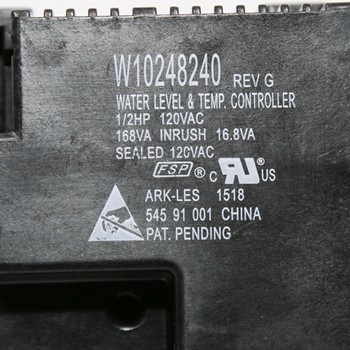 W10248240 REV G
WATER LEVEL & TEMP. CONTROLLER
1/2HP 120VAC
168VA INRUSH 16.8VA
SEALED 120VAC
FSP ® c RU US
ARK-LES 1518
545 91 001 CHINA
PAT. PENDING